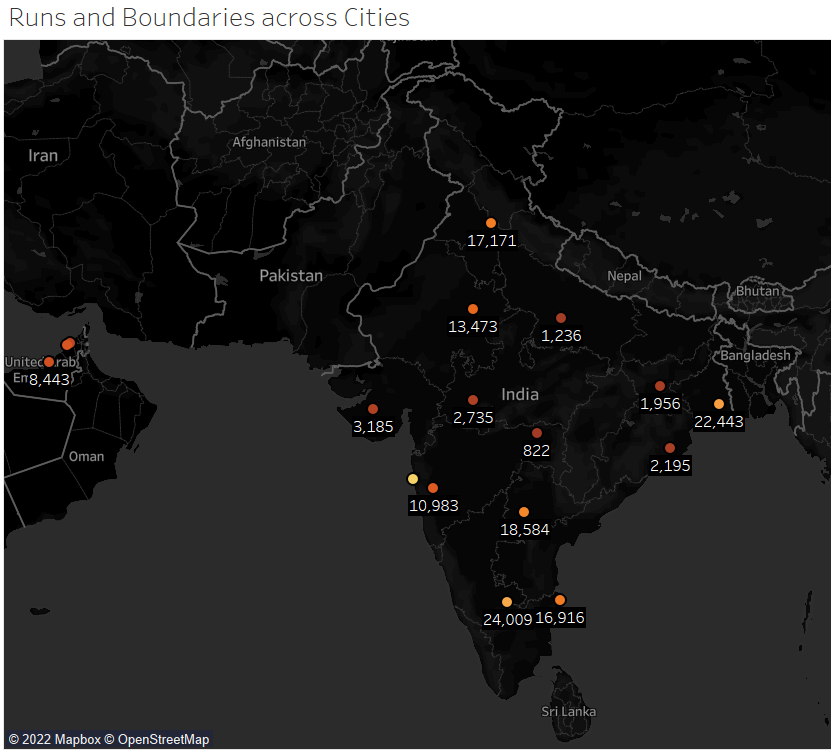 Runs and Boundaries across Cities
Afghanistan
Iran
17,171
Pakistan
Nepal
Bhutan
13,473
1,236
United Arab
Bangladesh
8,443
India
1,956
2,735
22,443
3,185
822
Oman
2,195
10,983
18,584
24,009
16,916
Sri Lanka
© 2022 Mapbox © OpenStreetMap